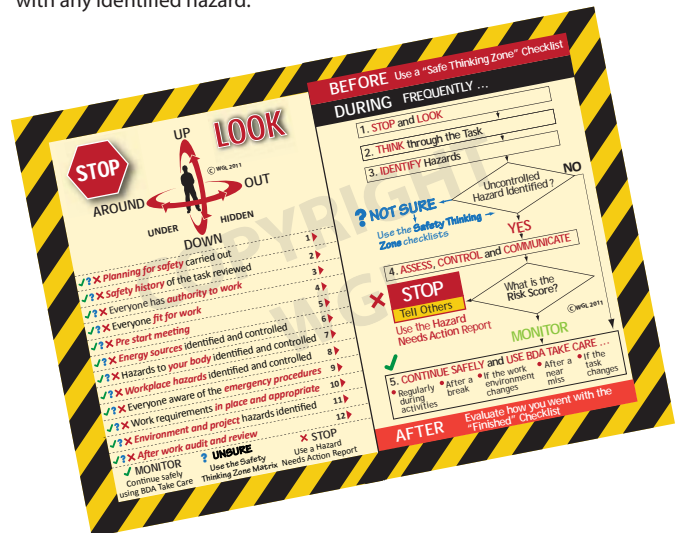 with any identified hazard.
STOP
LOOK
UP
© WGL 2011
AROUND
OUT
UNDER
HIDDEN
DOWN
✓?✗ Planning for safety carried out 1
✓?✗ Safety history of the task reviewed 2
✓?✗ Everyone has authority to work 3
✓?✗ Everyone fit for work 4
✓?✗ Pre start meeting 5
✓?✗ Energy sources identified and controlled 6
✓?✗ Hazards to your body identified and controlled 7
✓?✗ Workplace hazards identified and controlled 8
✓?✗ Everyone aware of the emergency procedures 9
✓?✗ Work requirements in place and appropriate 10
✓?✗ Environment and project hazards identified 11
✓?✗ After work audit and review 12
✓ MONITOR
Continue safely
using BDA Take Care
? UNSURE
Use the Safety
Thinking Zone Matrix
✗ STOP
Use a Hazard
Needs Action Report
BEFORE Use a “Safe Thinking Zone” Checklist
DURING FREQUENTLY ...
1. STOP and LOOK
2. THINK through the Task
3. IDENTIFY Hazards
Uncontrolled
Hazard Identified?
NO
? NOT SURE
Use the Safety Thinking
Zone checklists
YES
4. ASSESS, CONTROL and COMMUNICATE
✗ STOP
Tell Others
Use the Hazard
Needs Action Report
What is the
Risk Score?
© WGL 2011
MONITOR
✓
5. CONTINUE SAFELY and USE BDA TAKE CARE ...
• Regularly
during
activities
• After a
break
• If the work
environment
changes
• After a
near
miss
• If the
task
changes
AFTER Evaluate how you went with the
“Finished” Checklist
COPYRIGHT
WGL